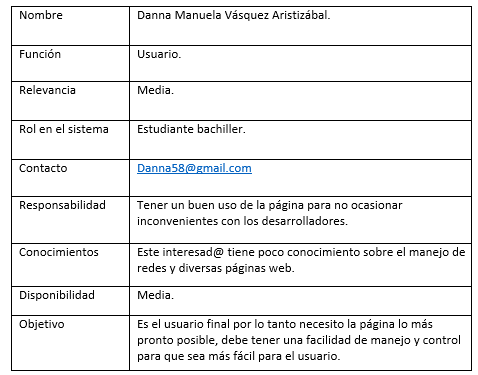 Nombre Danna Manuela Vásquez Aristizábal.
Función Usuario.
Relevancia Media.
Rol en el sistema Estudiante bachiller.
Contacto Danna58@gmail.com
Responsabilidad Tener un buen uso de la página para no ocasionar
inconvenientes con los desarrolladores.
Conocimientos Este interesad@ tiene poco conocimiento sobre el manejo de
redes y diversas páginas web.
Disponibilidad Media.
Objetivo Es el usuario final por lo tanto necesito la página lo más
pronto posible, debe tener una facilidad de manejo y control
para que sea más fácil para el usuario.